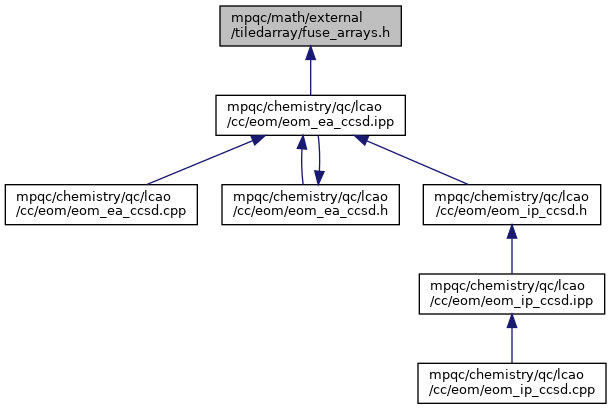 mpqc/math/external
/tiledarray/fuse_arrays.h
mpqc/chemistry/qc/lcao
/cc/eom/eom_ea_ccsd.ipp
mpqc/chemistry/qc/lcao
/cc/eom/eom_ea_ccsd.cpp
mpqc/chemistry/qc/lcao
/cc/eom/eom_ea_ccsd.h
mpqc/chemistry/qc/lcao
/cc/eom/eom_ip_ccsd.h
mpqc/chemistry/qc/lcao
/cc/eom/eom_ip_ccsd.ipp
mpqc/chemistry/qc/lcao
/cc/eom/eom_ip_ccsd.cpp